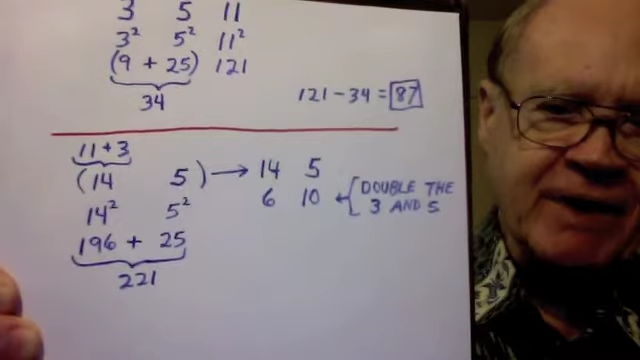 3 5 11
3² 5² 11²
(9 + 25) 121
34
121 - 34 = 87
11 + 3
(14 5) → 14 5
14² 5²
6 10 ← [DOUBLE THE
3 AND 5
196 + 25
221